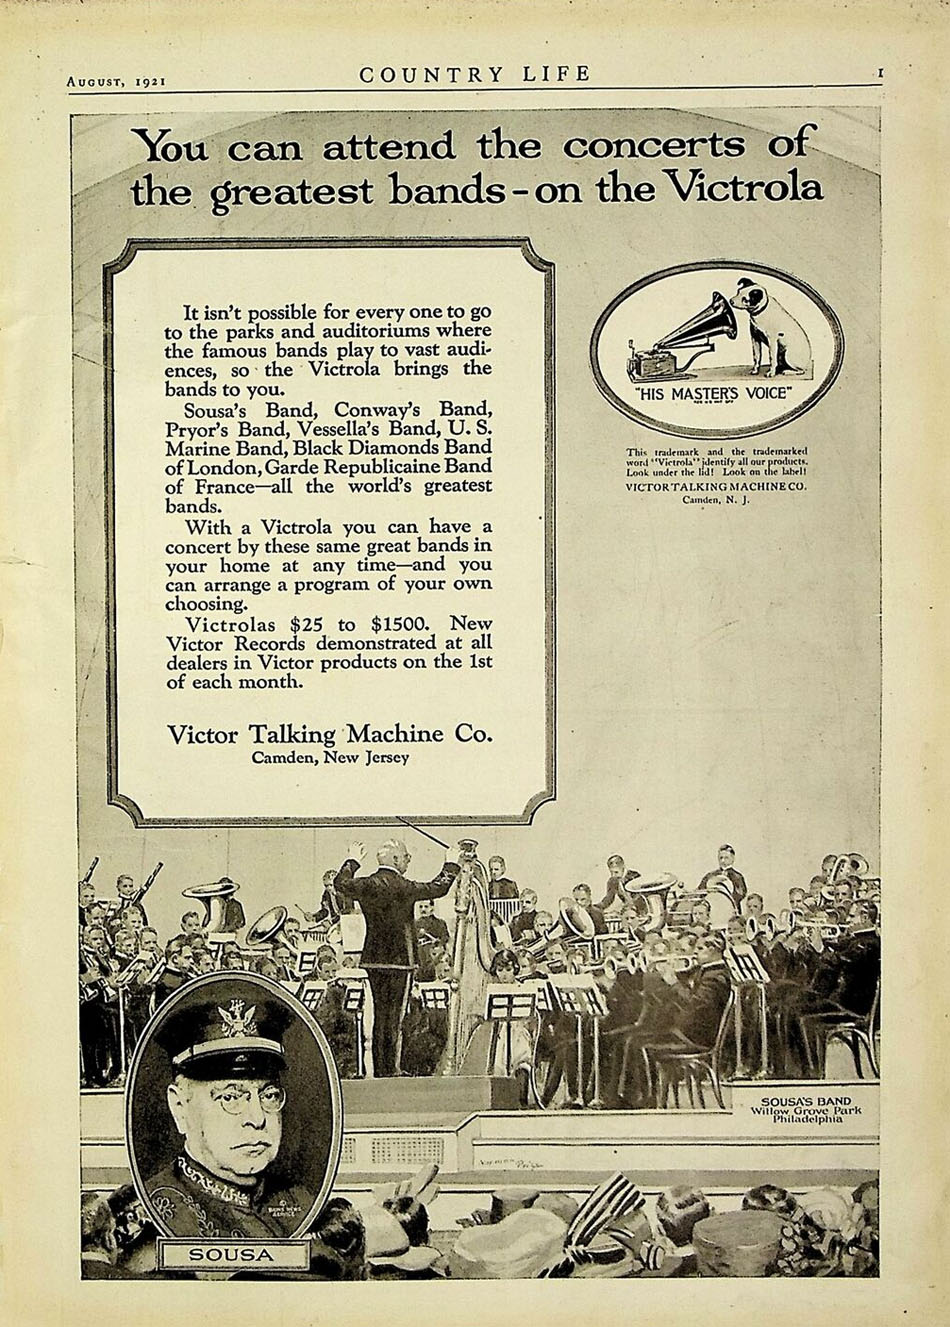 August, 1921
COUNTRY LIFE
1
You can attend the concerts of
the greatest bands-on the Victrola
It isn't possible for every one to go
to the parks and auditoriums where
the famous bands play to vast audi-
ences, so the Victrola brings the
bands to you.
Sousa's Band, Conway's Band,
Pryor's Band, Vessella's Band, U. S.
Marine Band, Black Diamonds Band
of London, Garde Republicaine Band
of France—all the world's greatest
bands.
With a Victrola you can have a
concert by these same great bands in
your home at any time—and you
can arrange a program of your own
choosing.
Victrolas $25 to $1500. New
Victor Records demonstrated at all
dealers in Victor products on the 1st
of each month.
Victor Talking Machine Co.
Camden, New Jersey
"HIS MASTER'S VOICE"
This trademark and the trademarked
word "Victrola" identify all our products.
Look under the lid! Look on the label!
VICTOR TALKING MACHINE CO.
Camden, N. J.
SOUSA'S BAND
Willow Grove Park
Philadelphia
©
BAINS NEWS
SERVICE
SOUSA